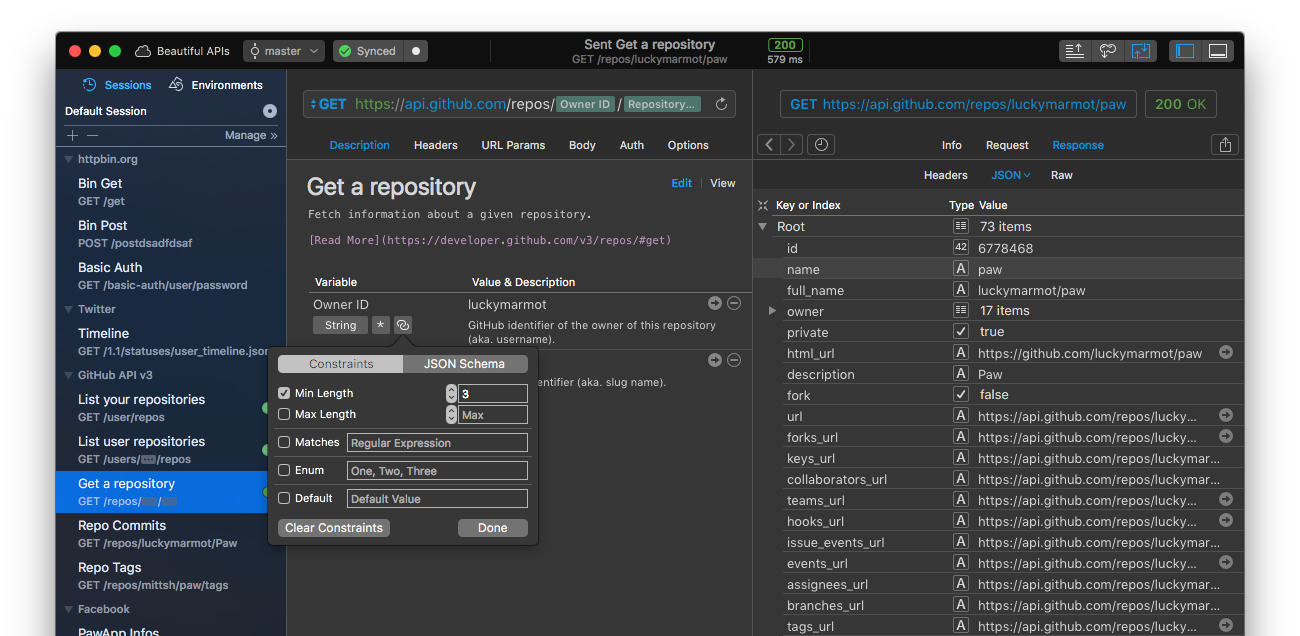 Beautiful APIs
master
Synced
Sent Get a repository
GET /repos/luckymarmot/paw
200
579 ms
Sessions
Environments
Default Session
Manage »
httpbin.org
Bin Get
GET /get
Bin Post
POST /postdsadfdsaf
Basic Auth
GET /basic-auth/user/password
Twitter
Timeline
GET /1.1/statuses/user_timeline.json
GitHub API v3
List your repositories
GET /user/repos
List user repositories
GET /users/ /repos
Get a repository
GET /repos/ /
Repo Commits
GET /repos/luckymarmot/Paw
Repo Tags
GET /repos/mittsh/paw/tags
Facebook
PawApp Infos
GET https://api.github.com/repos/ Owner ID / Repository...
Description Headers URL Params Body Auth Options
Get a repository
Edit View
Fetch information about a given repository.
[Read More](https://developer.github.com/v3/repos/#get)
Variable Value & Description
Owner ID luckymarmot
String *
GitHub identifier of the owner of this repository
(aka. username).
entifier (aka. slug name).
Constraints JSON Schema
Min Length 3
Max Length Max
Matches Regular Expression
Enum One, Two, Three
Default Default Value
Clear Constraints Done
GET https://api.github.com/repos/luckymarmot/paw
200 OK
Info Request Response
Headers JSON Raw
Key or Index Type Value
Root 73 items
id 42 6778468
name A paw
full_name A luckymarmot/paw
owner 17 items
private true
html_url A https://github.com/luckymarmot/paw
description A Paw
fork false
url A https://api.github.com/repos/lucky...
forks_url A https://api.github.com/repos/lucky...
keys_url A https://api.github.com/repos/luckymar...
collaborators_url A https://api.github.com/repos/luckymar...
teams_url A https://api.github.com/repos/lucky...
hooks_url A https://api.github.com/repos/lucky...
issue_events_url A https://api.github.com/repos/luckymar...
events_url A https://api.github.com/repos/lucky...
assignees_url A https://api.github.com/repos/luckymar...
branches_url A https://api.github.com/repos/luckymar...
tags_url A https://api.github.com/repos/lucky...